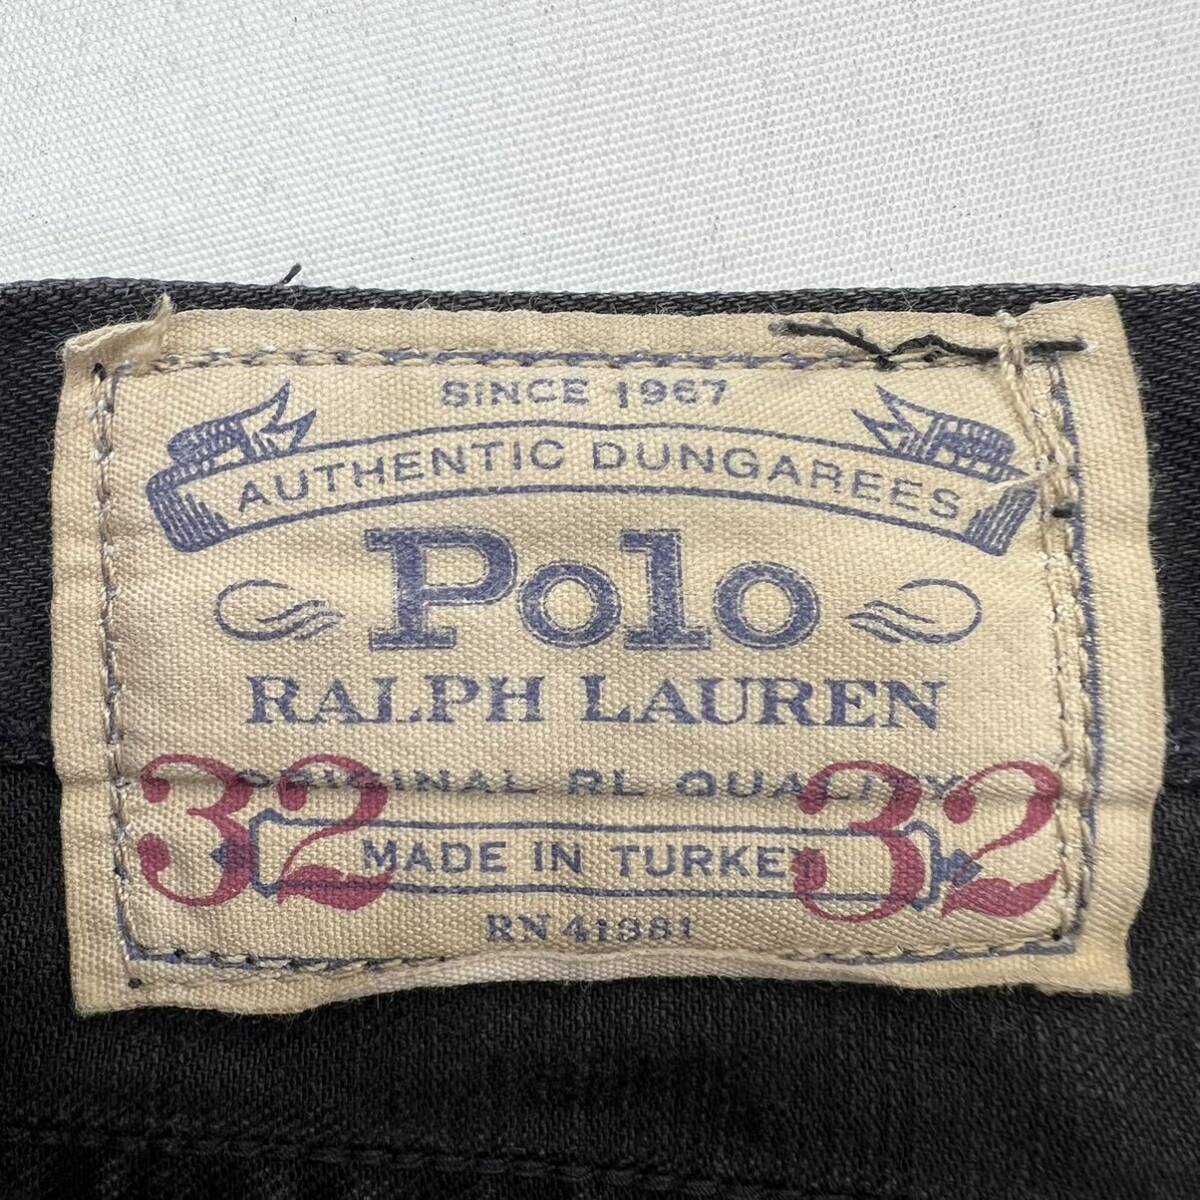 SINCE 1967
AUTHENTIC DUNGAREES
Polo
RALPH LAUREN
ORIGINAL RL QUALITY
32 32
MADE IN TURKEY
RN 41381